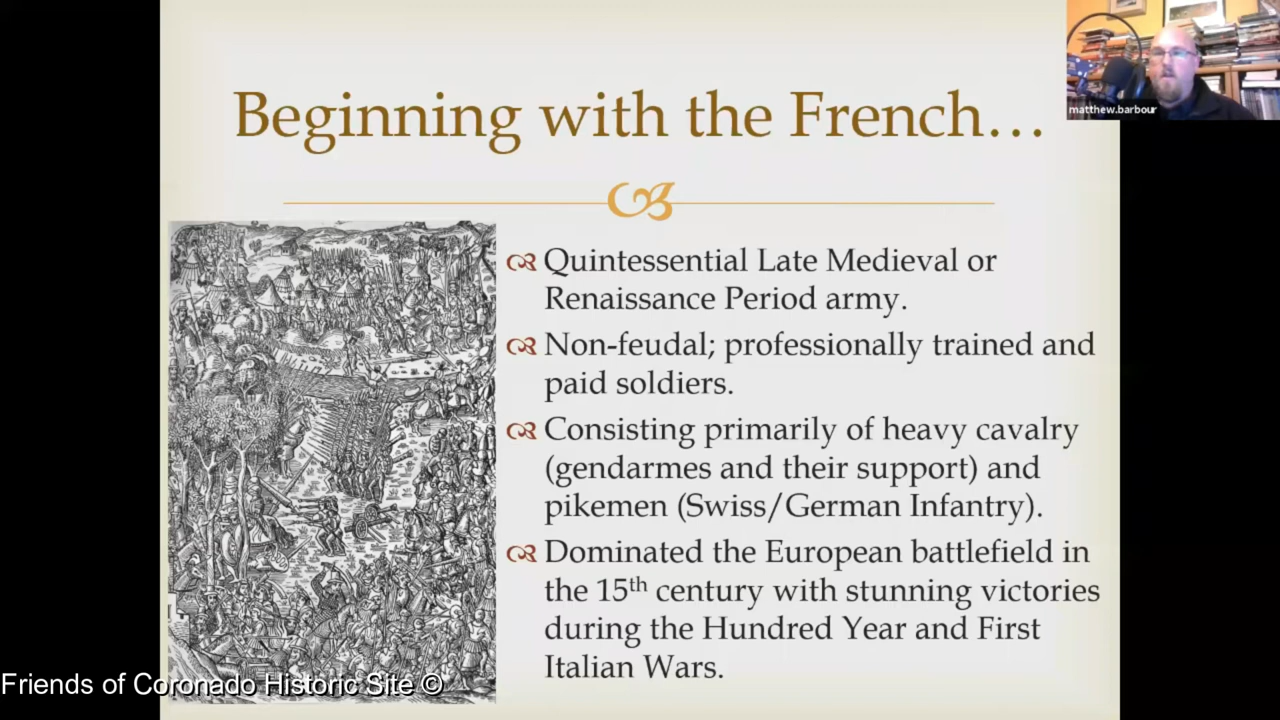 Beginning with the French…
matthew.barbour
Quintessential Late Medieval or
Renaissance Period army.
Non-feudal; professionally trained and
paid soldiers.
Consisting primarily of heavy cavalry
(gendarmes and their support) and
pikemen (Swiss/German Infantry).
Dominated the European battlefield in
the 15th century with stunning victories
during the Hundred Year and First
Italian Wars.
Friends of Coronado Historic Site ©